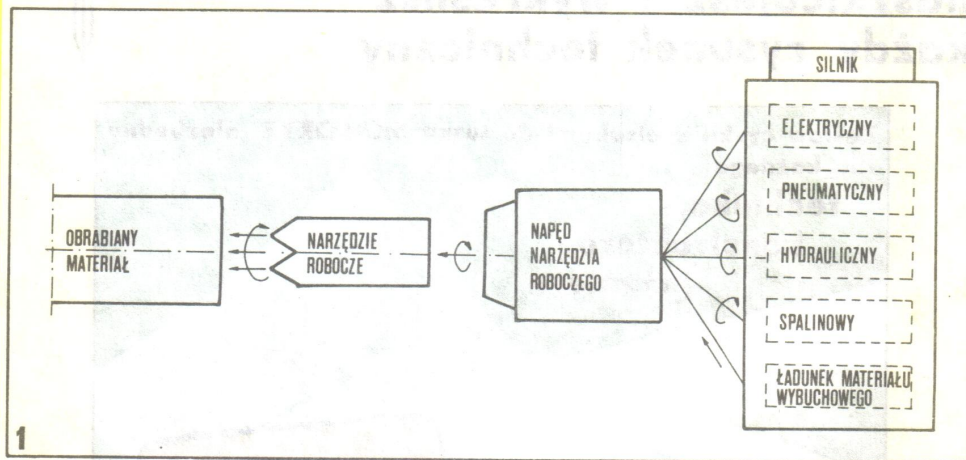 SILNIK
ELEKTRYCZNY
PNEUMATYCZNY
HYDRAULICZNY
SPALINOWY
ŁADUNEK MATERIAŁU
WYBUCHOWEGO
NAPĘD
NARZĘDZIA
ROBOCZEGO
NARZĘDZIE
ROBOCZE
OBRABIANY
MATERIAŁ
1